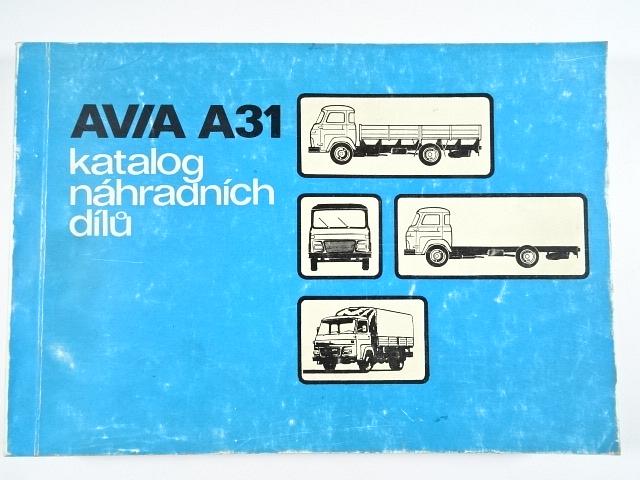 AVIA A31
katalog
náhradních
dílů